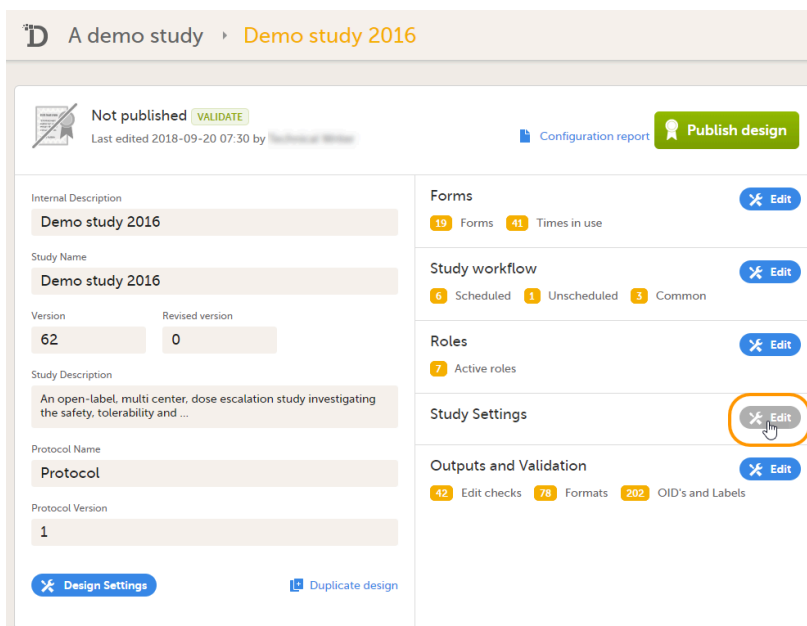 A demo study Demo study 2016
Not published VALIDATE
Last edited 2018-09-20 07:30 by
Configuration report
Publish design
Internal Description
Demo study 2016
Study Name
Demo study 2016
Version Revised version
62 0
Study Description
An open-label, multi center, dose escalation study investigating
the safety, tolerability and ...
Protocol Name
Protocol
Protocol Version
1
Design Settings
Duplicate design
Forms
Edit
19 Forms 41 Times in use
Study workflow
Edit
6 Scheduled 1 Unscheduled 3 Common
Roles
Edit
7 Active roles
Study Settings
Edit
Outputs and Validation
Edit
42 Edit checks 78 Formats 202 OID's and Labels